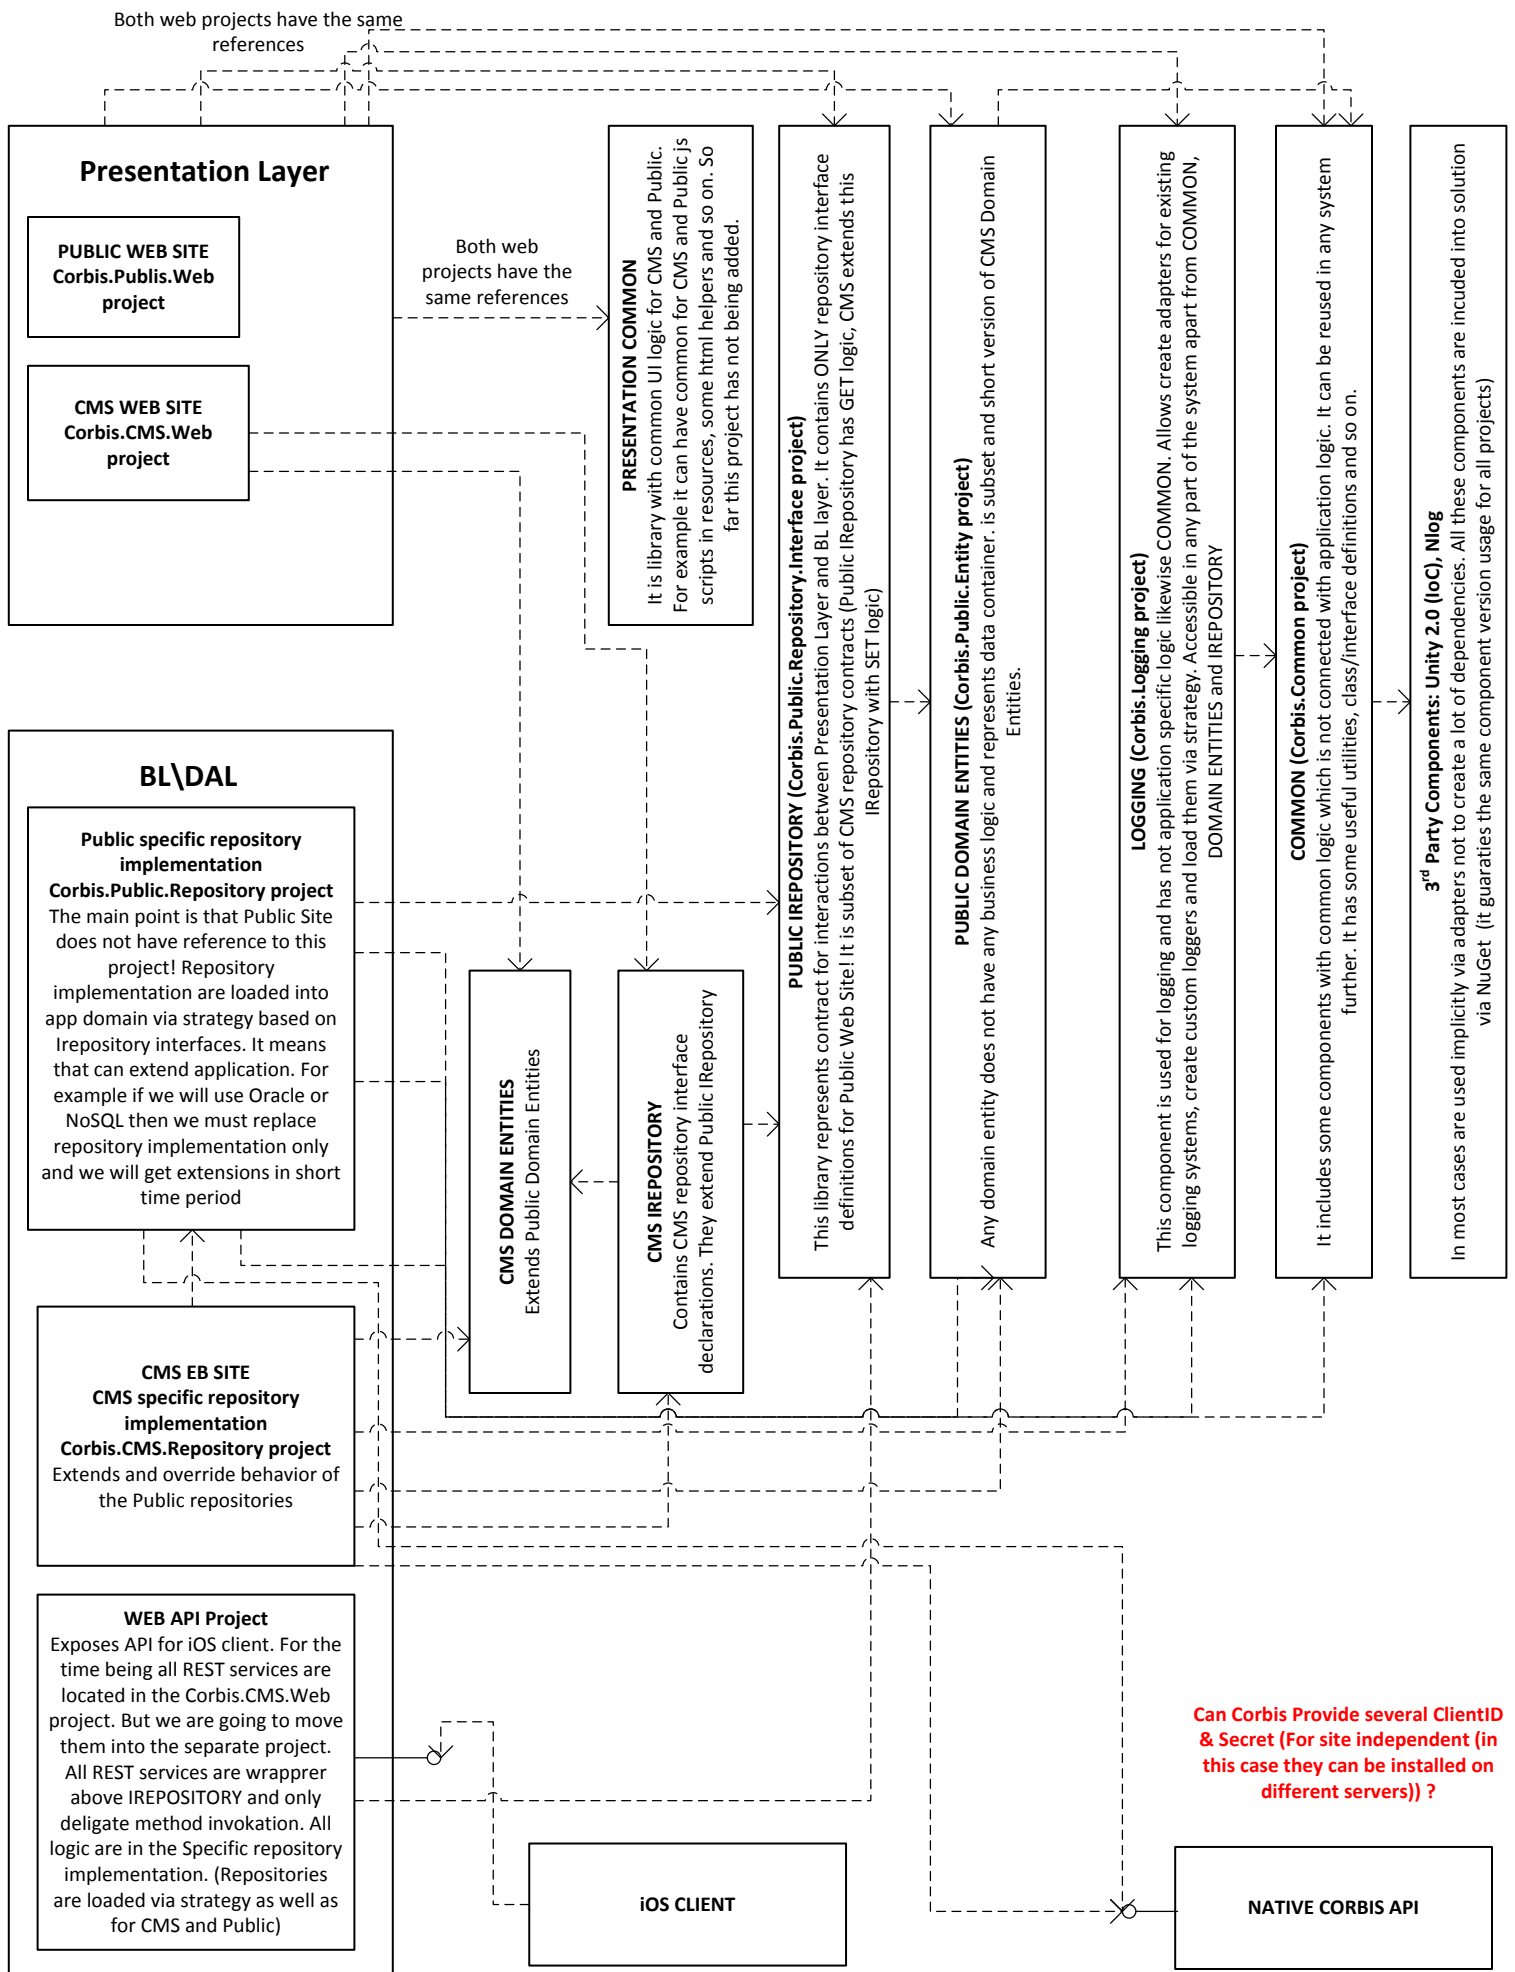 Both web projects have the same
references
Presentation Layer
PUBLIC WEB SITE
Corbis.Publis.Web
project
CMS WEB SITE
Corbis.CMS.Web
project
Both web
projects have the
same references
PRESENTATION COMMON
It is library with common UI logic for CMS and Public.
For example it can have common for CMS and Public js
scripts in resources, some html helpers and so on. So
far this project has not being added.
PUBLIC IREPOSITORY (Corbis.Public.Repository.Interface project)
This library represents contract for interactions between Presentation Layer and BL layer. It contains ONLY repository interface
definitions for Public Web Site! It is subset of CMS repository contracts (Public IRepository has GET logic, CMS extends this
IRepository with SET logic)
PUBLIC DOMAIN ENTITIES (Corbis.Public.Entity project)
Any domain entity does not have any business logic and represents data container. is subset and short version of CMS Domain
Entities.
LOGGING (Corbis.Logging project)
This component is used for logging and has not application specific logic likewise COMMON. Allows create adapters for existing
logging systems, create custom loggers and load them via strategy. Accessible in any part of the system apart from COMMON,
DOMAIN ENTITIES and IREPOSITORY
COMMON (Corbis.Common project)
It includes some components with common logic which is not connected with application logic. It can be reused in any system
further. It has some useful utilities, class/interface definitions and so on.
3rd Party Components: Unity 2.0 (IoC), Nlog
In most cases are used implicitly via adapters not to create a lot of dependencies. All these components are incuded into solution
via NuGet  (it guaraties the same component version usage for all projects)
BL\DAL
Public specific repository
implementation
Corbis.Public.Repository project
The main point is that Public Site
does not have reference to this
project! Repository
implementation are loaded into
app domain via strategy based on
Irepository interfaces. It means
that can extend application. For
example if we will use Oracle or
NoSQL then we must replace
repository implementation only
and we will get extensions in short
time period
CMS DOMAIN ENTITIES
Extends Public Domain Entities
CMS IREPOSITORY
Contains CMS repository interface
declarations. They extend Public IRepository
CMS EB SITE
CMS specific repository
implementation
Corbis.CMS.Repository project
Extends and override behavior of
the Public repositories
WEB API Project
Exposes API for iOS client. For the
time being all REST services are
located in the Corbis.CMS.Web
project. But we are going to move
them into the separate project.
All REST services are wrapprer
above IREPOSITORY and only
deligate method invokation. All
logic are in the Specific repository
implementation. (Repositories
are loaded via strategy as well as
for CMS and Public)
iOS CLIENT
Can Corbis Provide several ClientID
& Secret (For site independent (in
this case they can be installed on
different servers)) ?
NATIVE CORBIS API